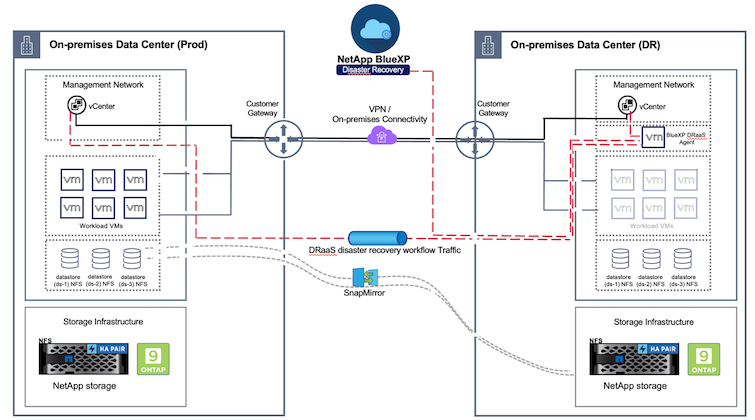 NetApp BlueXP
Disaster Recovery
On-premises Data Center (Prod)
Management Network
vCenter
vm
vm
vm
vm
vm
vm
Workload VMs
datastore
(ds-1) NFS
datastore
(ds-2) NFS
datastore
(ds-3) NFS
Storage Infrastructure
NFS
HA PAIR
9
ONTAP
NetApp storage
Customer
Gateway
VPN /
On-premises Connectivity
Customer
Gateway
DRaaS disaster recovery workflow Traffic
SnapMirror
On-premises Data Center (DR)
Management Network
vCenter
vm
BlueXP DRaaS
Agent
vm
vm
vm
vm
vm
vm
Workload VMs
datastore
(ds-1) NFS
datastore
(ds-2) NFS
datastore
(ds-3) NFS
Storage Infrastructure
NFS
HA PAIR
9
ONTAP
NetApp storage